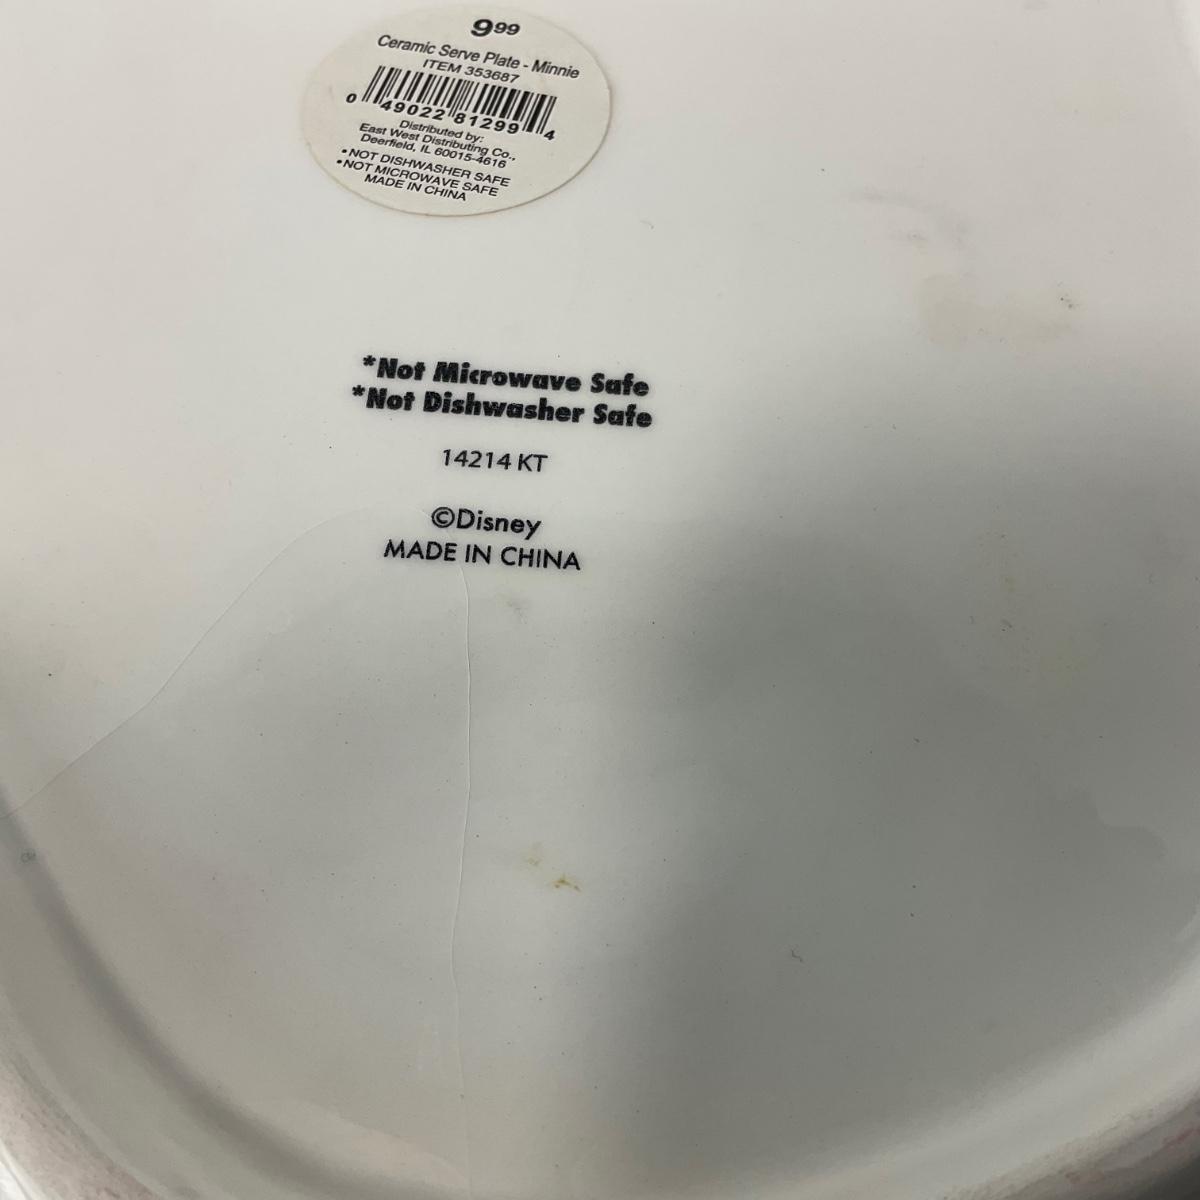 9.99
Ceramic Serve Plate - Minnie
ITEM 353687
0 49022 81299 4
Distributed by:
East West Distributing Co.,
Deerfield, IL 60015-4616
•NOT DISHWASHER SAFE
•NOT MICROWAVE SAFE
MADE IN CHINA
*Not Microwave Safe
*Not Dishwasher Safe
14214 KT
©Disney
MADE IN CHINA